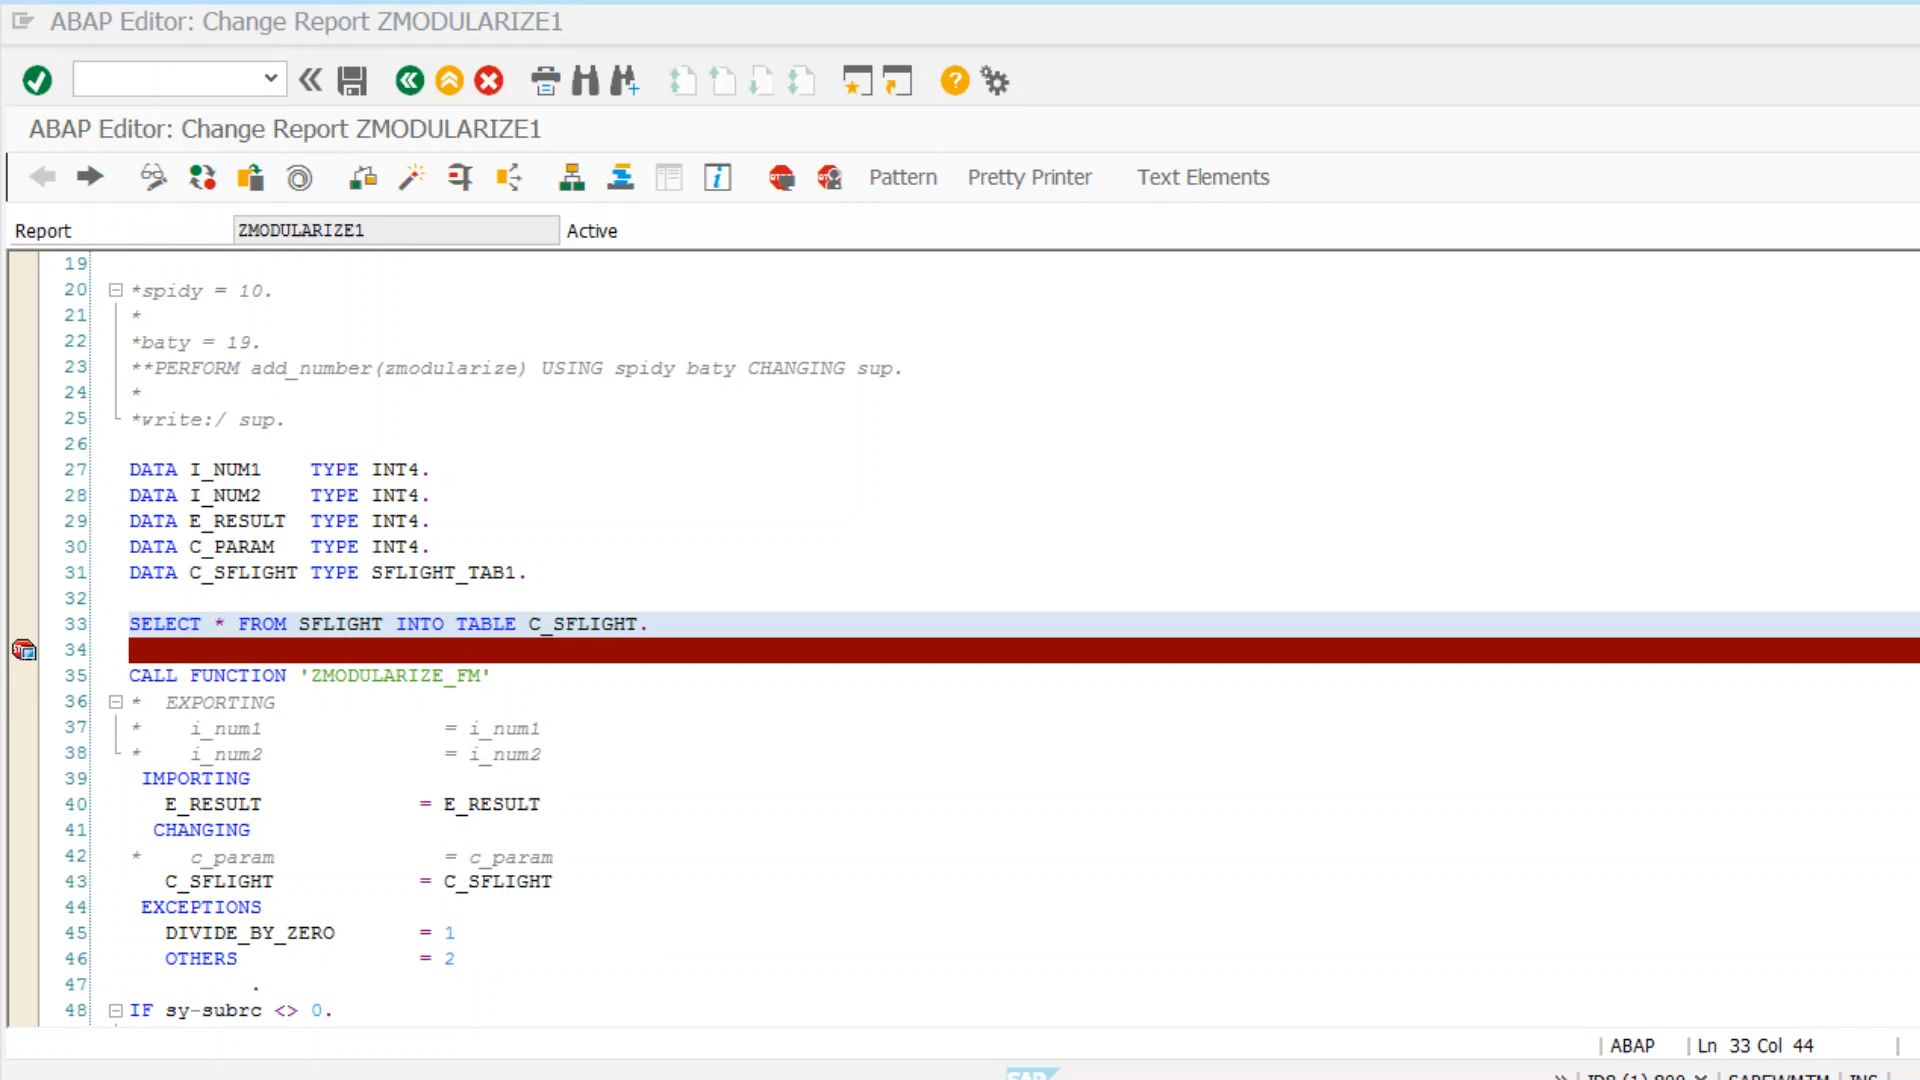 ABAP Editor: Change Report ZMODULARIZE1
ABAP Editor: Change Report ZMODULARIZE1
Pattern Pretty Printer Text Elements
Report ZMODULARIZE1 Active
19
20 *spidy = 10.
21 *
22 *baty = 19.
23 **PERFORM add_number(zmodularize) USING spidy baty CHANGING sup.
24 *
25 *write:/ sup.
26
27 DATA I_NUM1 TYPE INT4.
28 DATA I_NUM2 TYPE INT4.
29 DATA E_RESULT TYPE INT4.
30 DATA C_PARAM TYPE INT4.
31 DATA C_SFLIGHT TYPE SFLIGHT_TAB1.
32
33 SELECT * FROM SFLIGHT INTO TABLE C_SFLIGHT.
34
35 CALL FUNCTION 'ZMODULARIZE_FM'
36 * EXPORTING
37 * i_num1 = i_num1
38 * i_num2 = i_num2
39 IMPORTING
40 E_RESULT = E_RESULT
41 CHANGING
42 * c_param = c_param
43 C_SFLIGHT = C_SFLIGHT
44 EXCEPTIONS
45 DIVIDE_BY_ZERO = 1
46 OTHERS = 2
47 .
48 IF sy-subrc <> 0.
ABAP Ln 33 Col 44
SAP